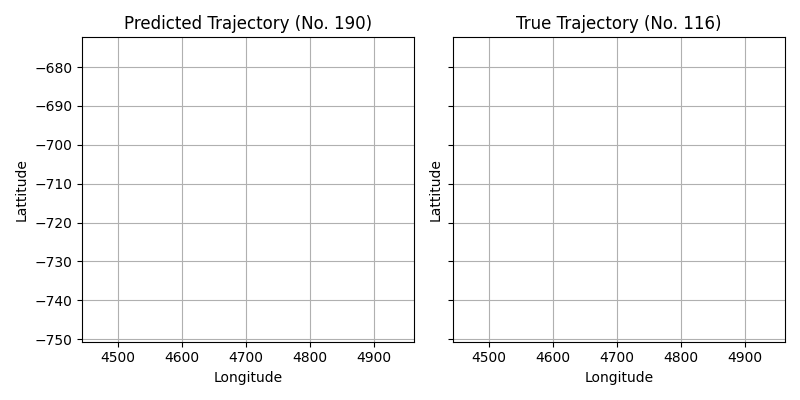 Predicted Trajectory (No. 190)
True Trajectory (No. 116)
Lattitude
−680
−690
−700
−710
−720
−730
−740
−750
4500 4600 4700 4800 4900
Longitude
Lattitude
4500 4600 4700 4800 4900
Longitude